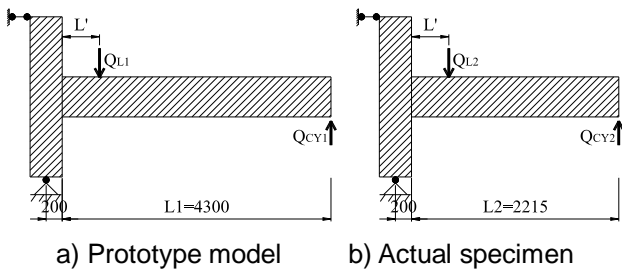 L' L'
QL1 QL2
QCY1 QCY2
200 L1=4300 200 L2=2215
a) Prototype model b) Actual specimen